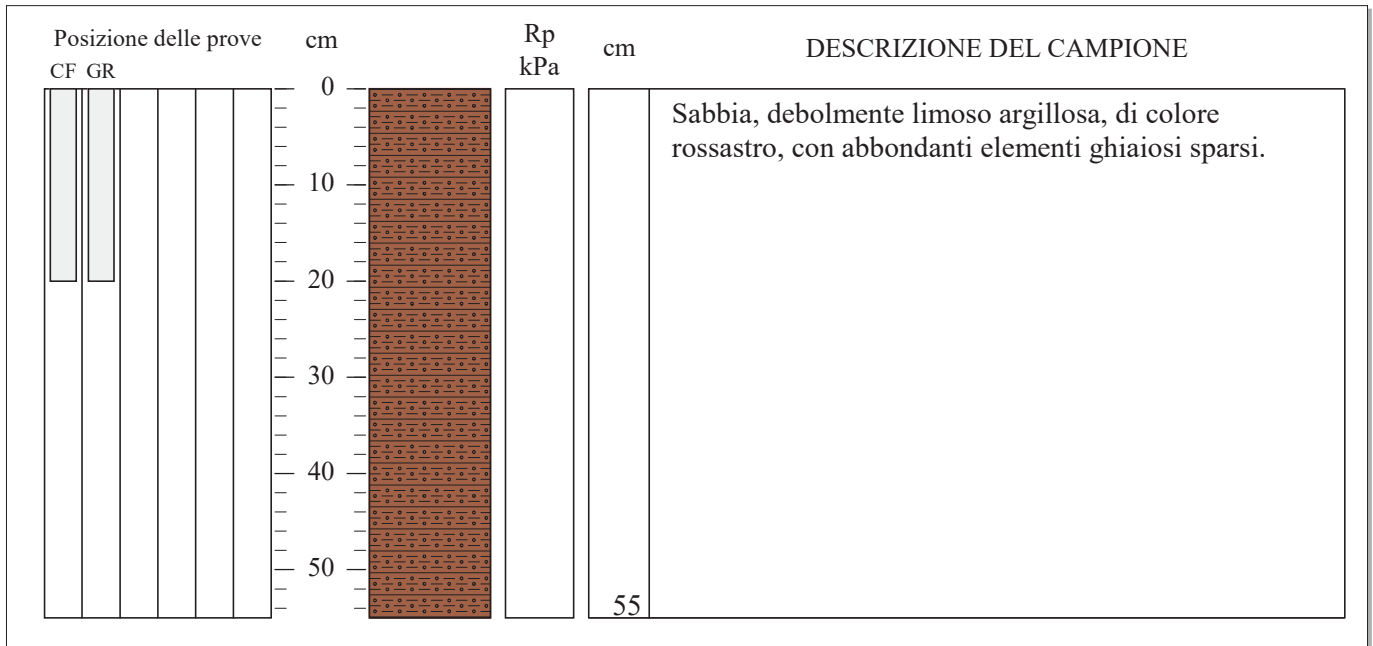 Posizione delle prove
CF GR
cm
Rp
kPa
cm
DESCRIZIONE DEL CAMPIONE
0
10
20
30
40
50
55
Sabbia, debolmente limoso argillosa, di colore
rossastro, con abbondanti elementi ghiaiosi sparsi.